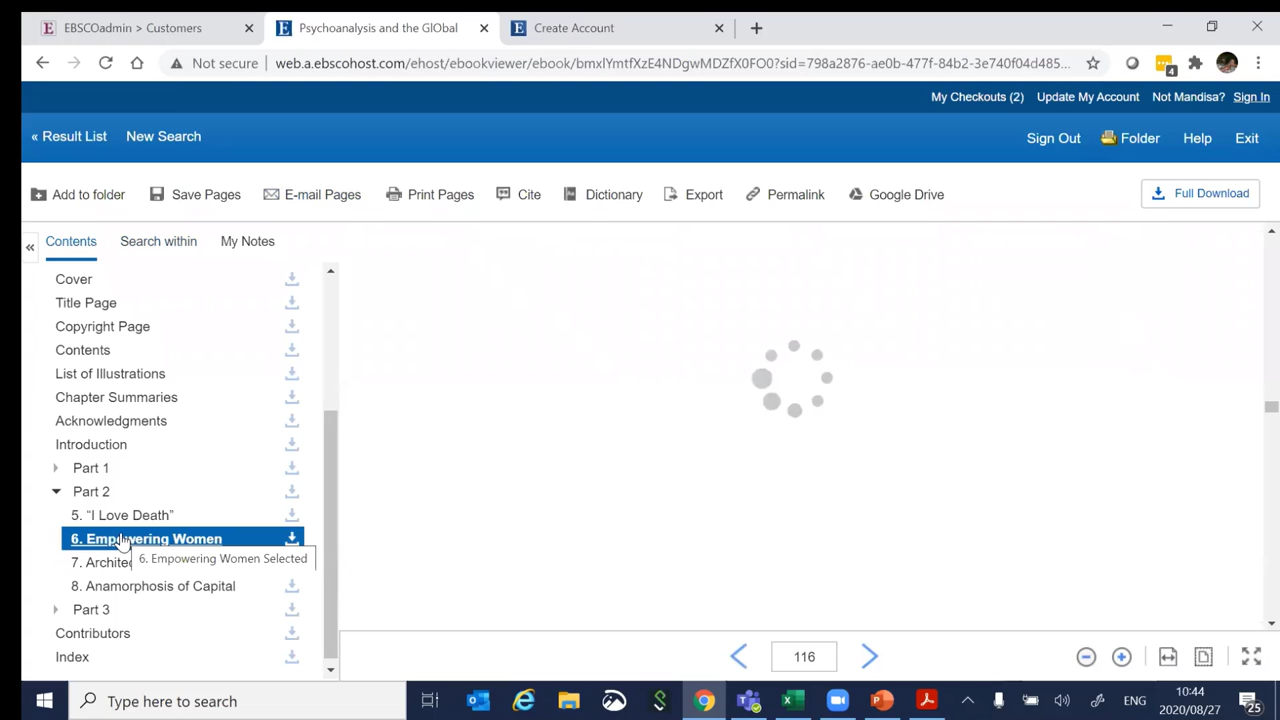 EBSCOadmin > Customers
Psychoanalysis and the GlObal
Create Account
Not secure
web.a.ebscohost.com/ehost/ebookviewer/ebook/bmxlYmtfXzE4NDgwMDZfX0FO0?sid=798a2876-ae0b-477f-84b2-3e740f04d485...
4
My Checkouts (2) Update My Account Not Mandisa? Sign In
« Result List New Search
Sign Out Folder Help Exit
Add to folder Save Pages E-mail Pages Print Pages Cite Dictionary Export Permalink Google Drive Full Download
« Contents Search within My Notes
Cover
Title Page
Copyright Page
Contents
List of Illustrations
Chapter Summaries
Acknowledgments
Introduction
Part 1
Part 2
5. “I Love Death”
6. Empowering Women
6. Empowering Women Selected
7. Archite
8. Anamorphosis of Capital
Part 3
Contributors
Index
116
Type here to search
ENG
10:44
2020/08/27
25